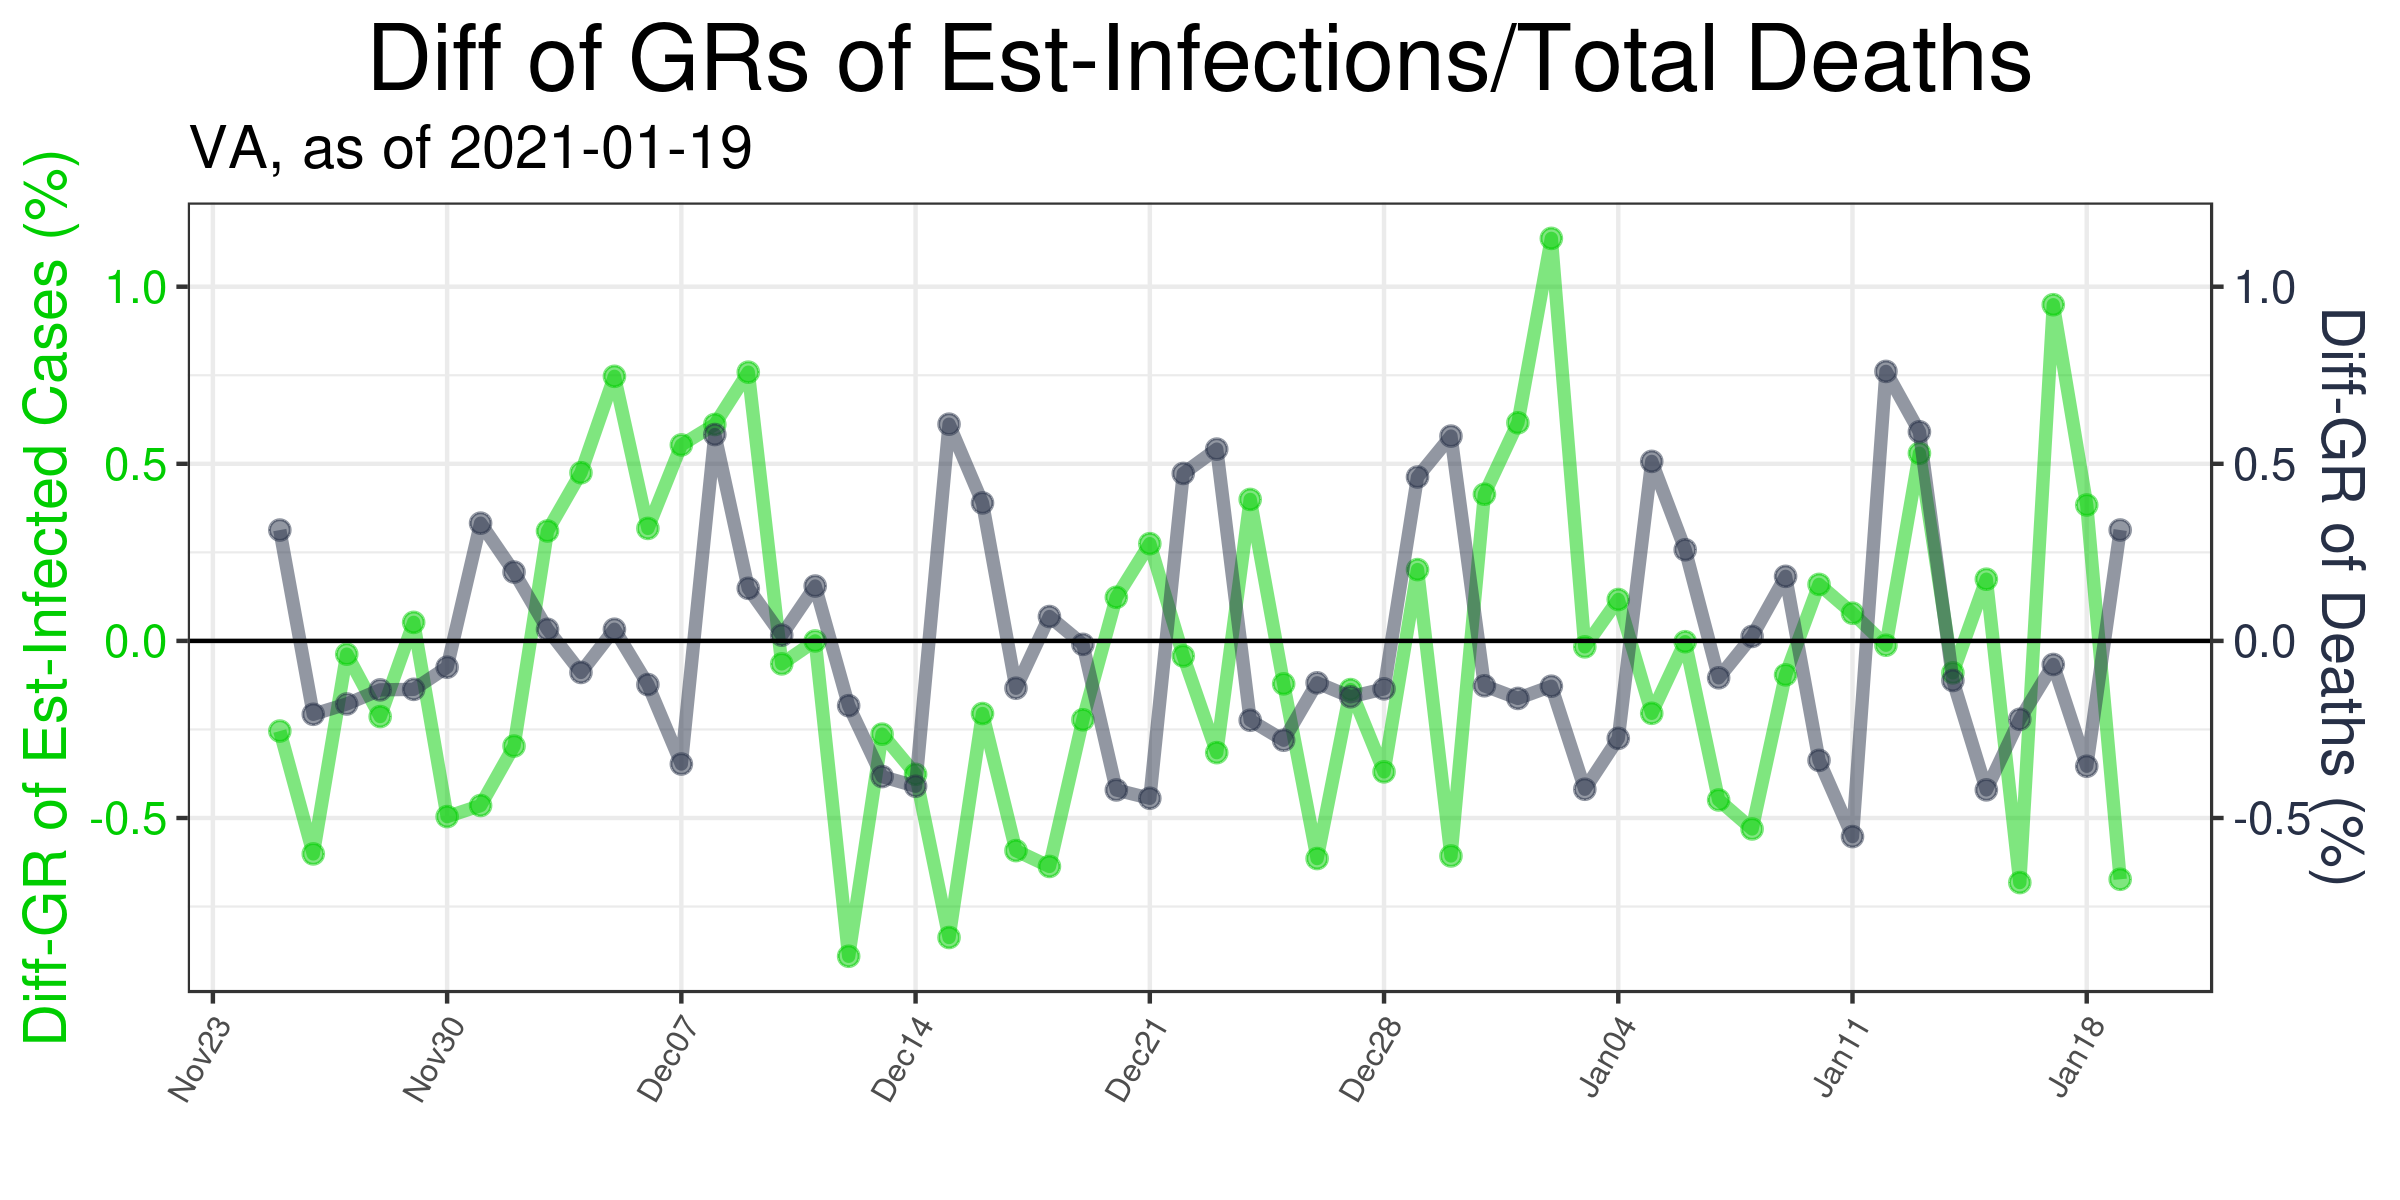 Diff of GRs of Est-Infections/Total Deaths
VA, as of 2021-01-19
Diff-GR of Est-Infected Cases (%)
1.0
0.5
0.0
-0.5
1.0
0.5
0.0
-0.5
Diff-GR of Deaths (%)
Nov23
Nov30
Dec07
Dec14
Dec21
Dec28
Jan04
Jan11
Jan18